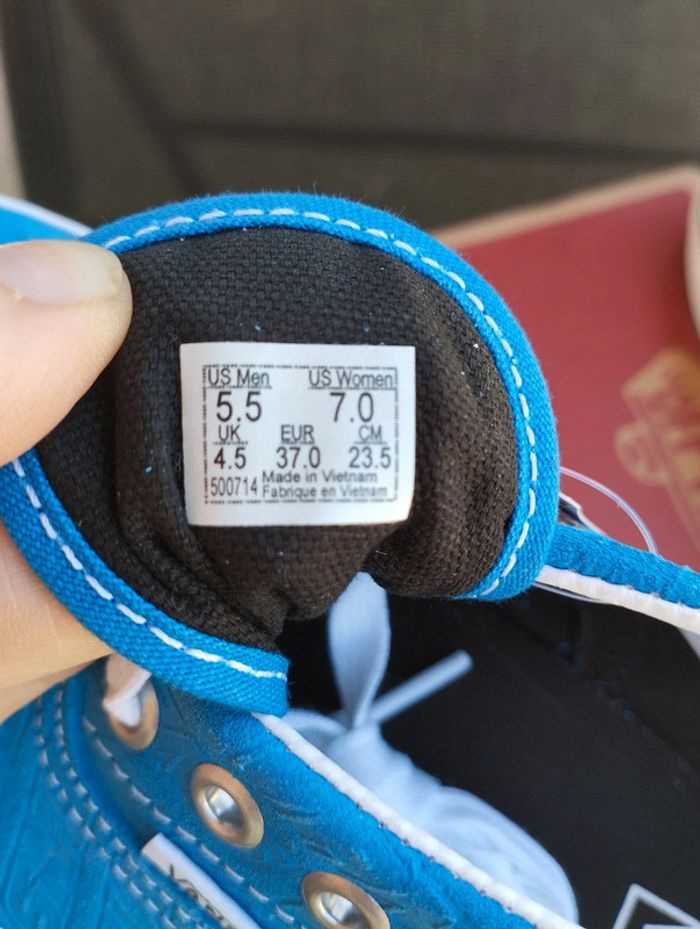 US Men US Women
5.5 7.0
UK EUR CM
4.5 37.0 23.5
500714 Made in Vietnam
Fabrique en Vietnam